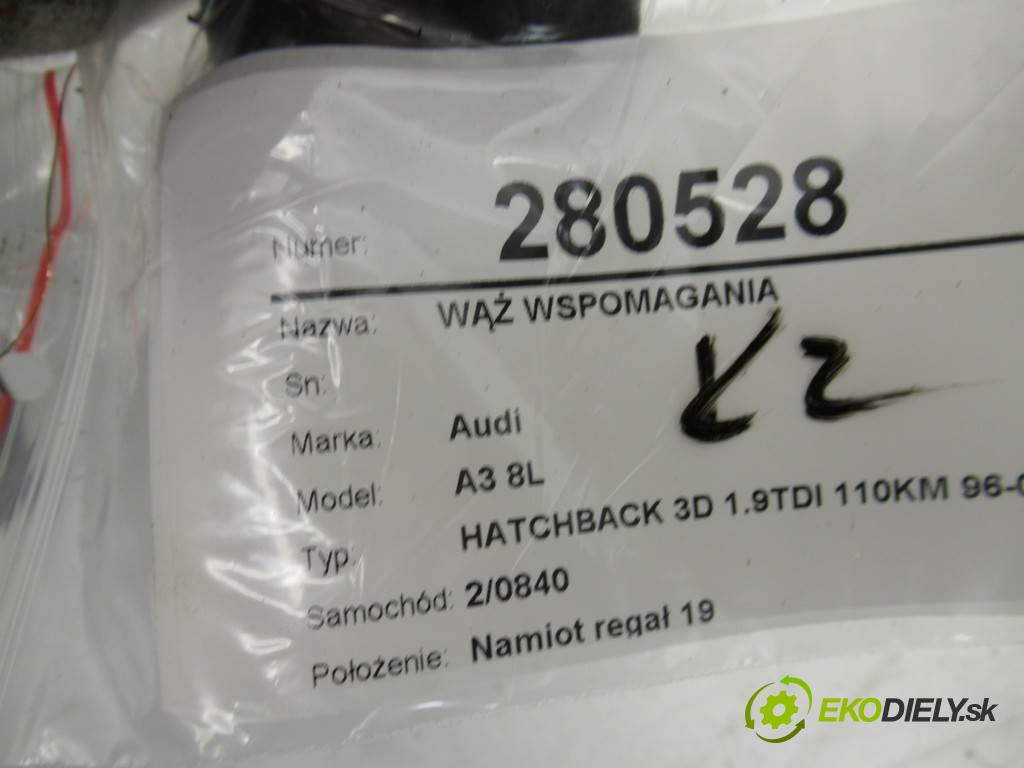 Numer: 280528
Nazwa: WĄŻ WSPOMAGANIA
Sn:
Marka: Audi
Model: A3 8L
Typ: HATCHBACK 3D 1.9TDI 110KM 96-0
Samochód: 2/0840
Położenie: Namiot regał 19
EKODIELY.sk